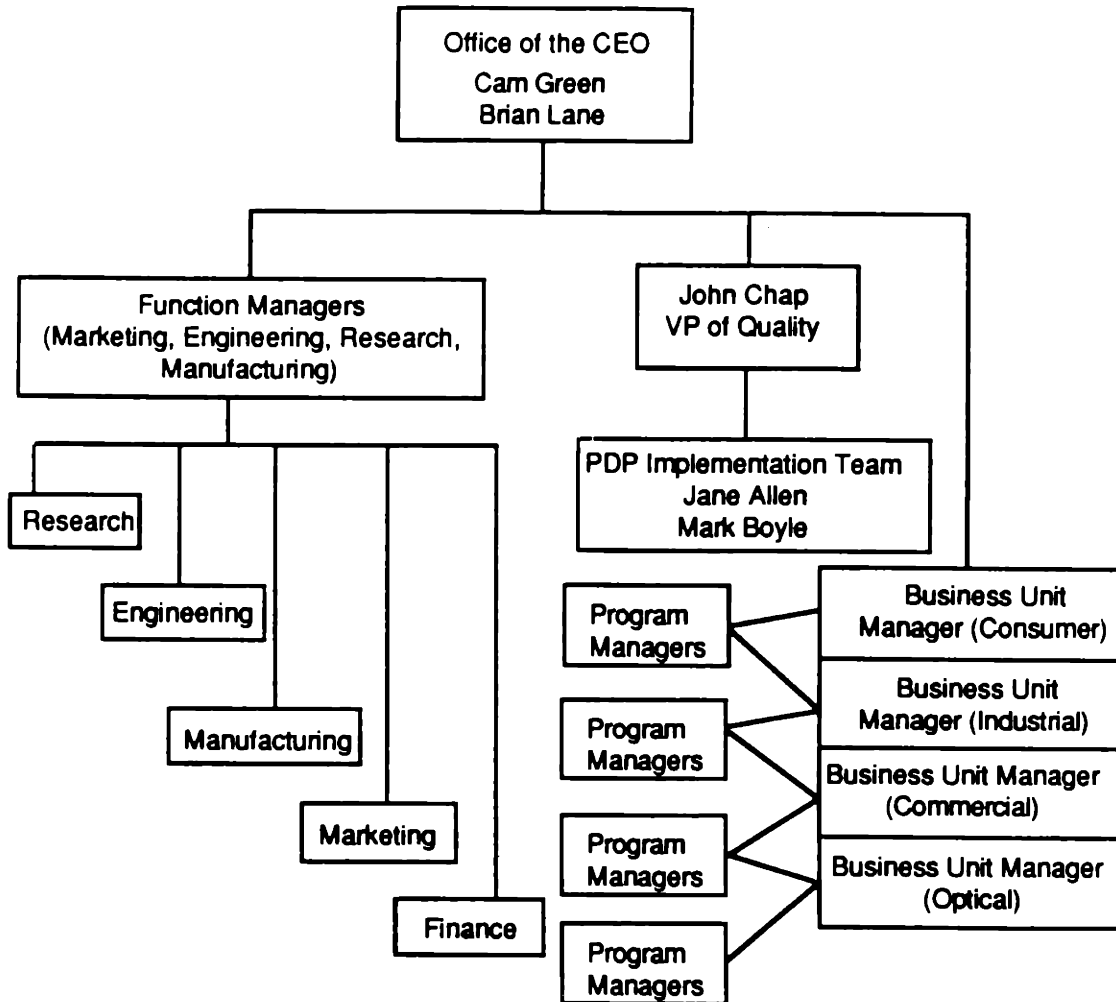 Office of the CEO
Cam Green
Brian Lane
Function Managers
(Marketing, Engineering, Research,
Manufacturing)
John Chap
VP of Quality
PDP Implementation Team
Jane Allen
Mark Boyle
Research
Engineering
Manufacturing
Marketing
Finance
Program
Managers
Program
Managers
Program
Managers
Program
Managers
Business Unit
Manager (Consumer)
Business Unit
Manager (Industrial)
Business Unit Manager
(Commercial)
Business Unit Manager
(Optical)